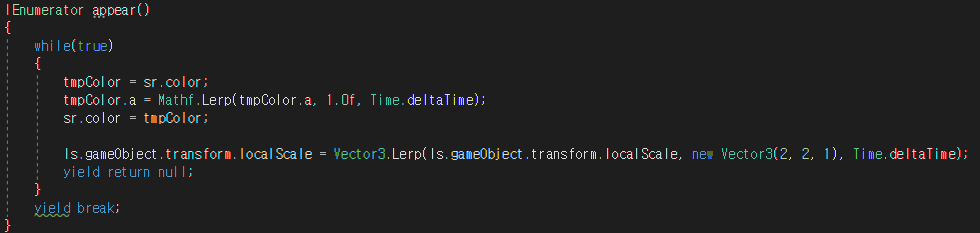 IEnumerator appear()
{
while(true)
{
tmpColor = sr.color;
tmpColor.a = Mathf.Lerp(tmpColor.a, 1.0f, Time.deltaTime);
sr.color = tmpColor;
ls.gameObject.transform.localScale = Vector3.Lerp(ls.gameObject.transform.localScale, new Vector3(2, 2, 1), Time.deltaTime);
yield return null;
}
yield break;
}